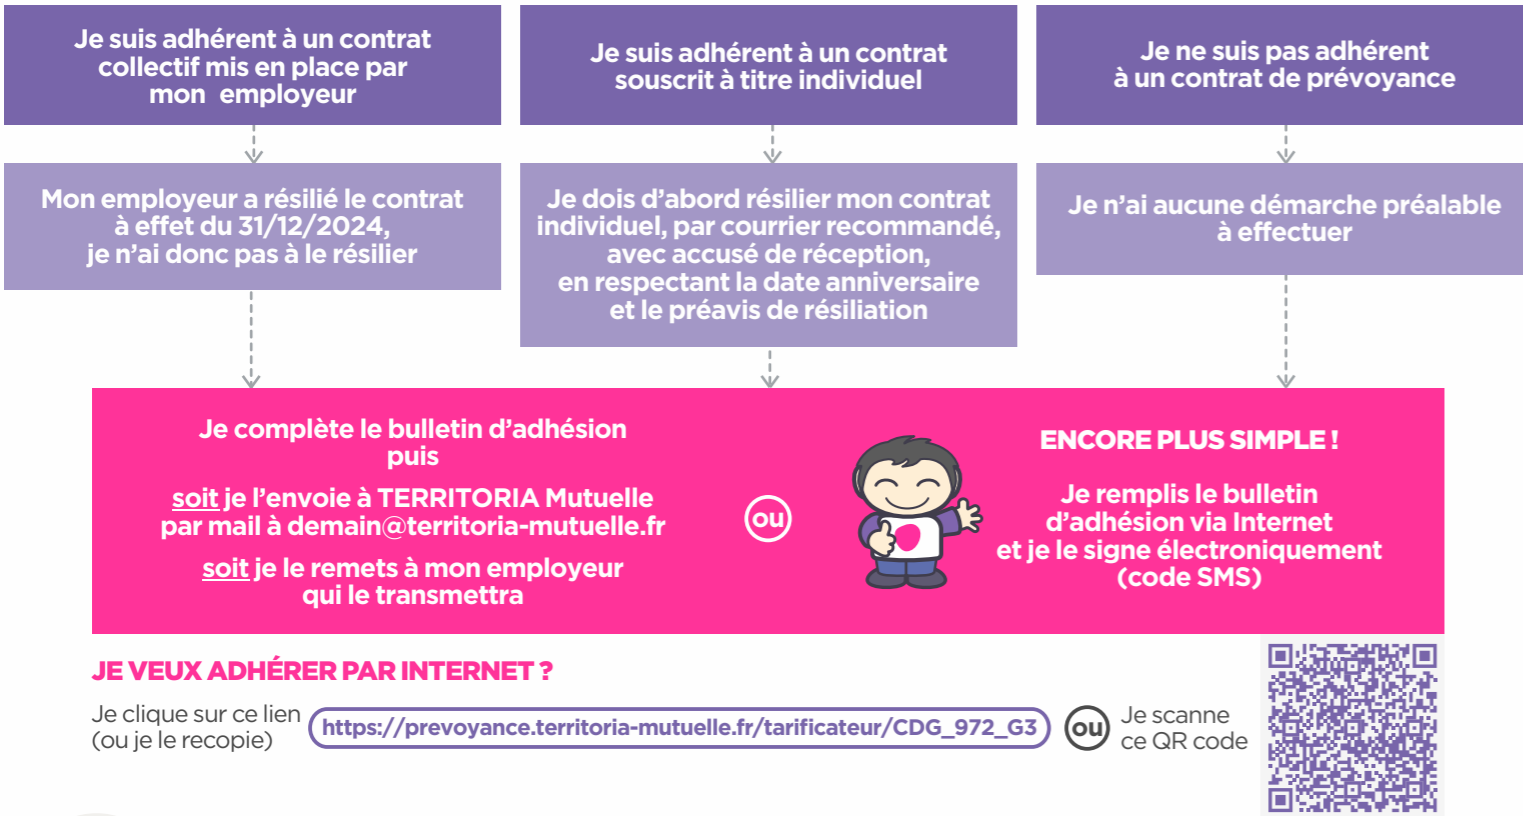 Je suis adhérent à un contrat
collectif mis en place par
mon employeur
Je suis adhérent à un contrat
souscrit à titre individuel
Je ne suis pas adhérent
à un contrat de prévoyance
Mon employeur a résilié le contrat
à effet du 31/12/2024,
je n’ai donc pas à le résilier
Je dois d’abord résilier mon contrat
individuel, par courrier recommandé,
avec accusé de réception,
en respectant la date anniversaire
et le préavis de résiliation
Je n’ai aucune démarche préalable
à effectuer
Je complète le bulletin d’adhésion
puis
soit je l’envoie à TERRITORIA Mutuelle
par mail à demain@territoria-mutuelle.fr
soit je le remets à mon employeur
qui le transmettra
ou
ENCORE PLUS SIMPLE !
Je remplis le bulletin
d’adhésion via Internet
et je le signe électroniquement
(code SMS)
JE VEUX ADHÉRER PAR INTERNET ?
Je clique sur ce lien
(ou je le recopie)
https://prevoyance.territoria-mutuelle.fr/tarificateur/CDG_972_G3
ou
Je scanne
ce QR code